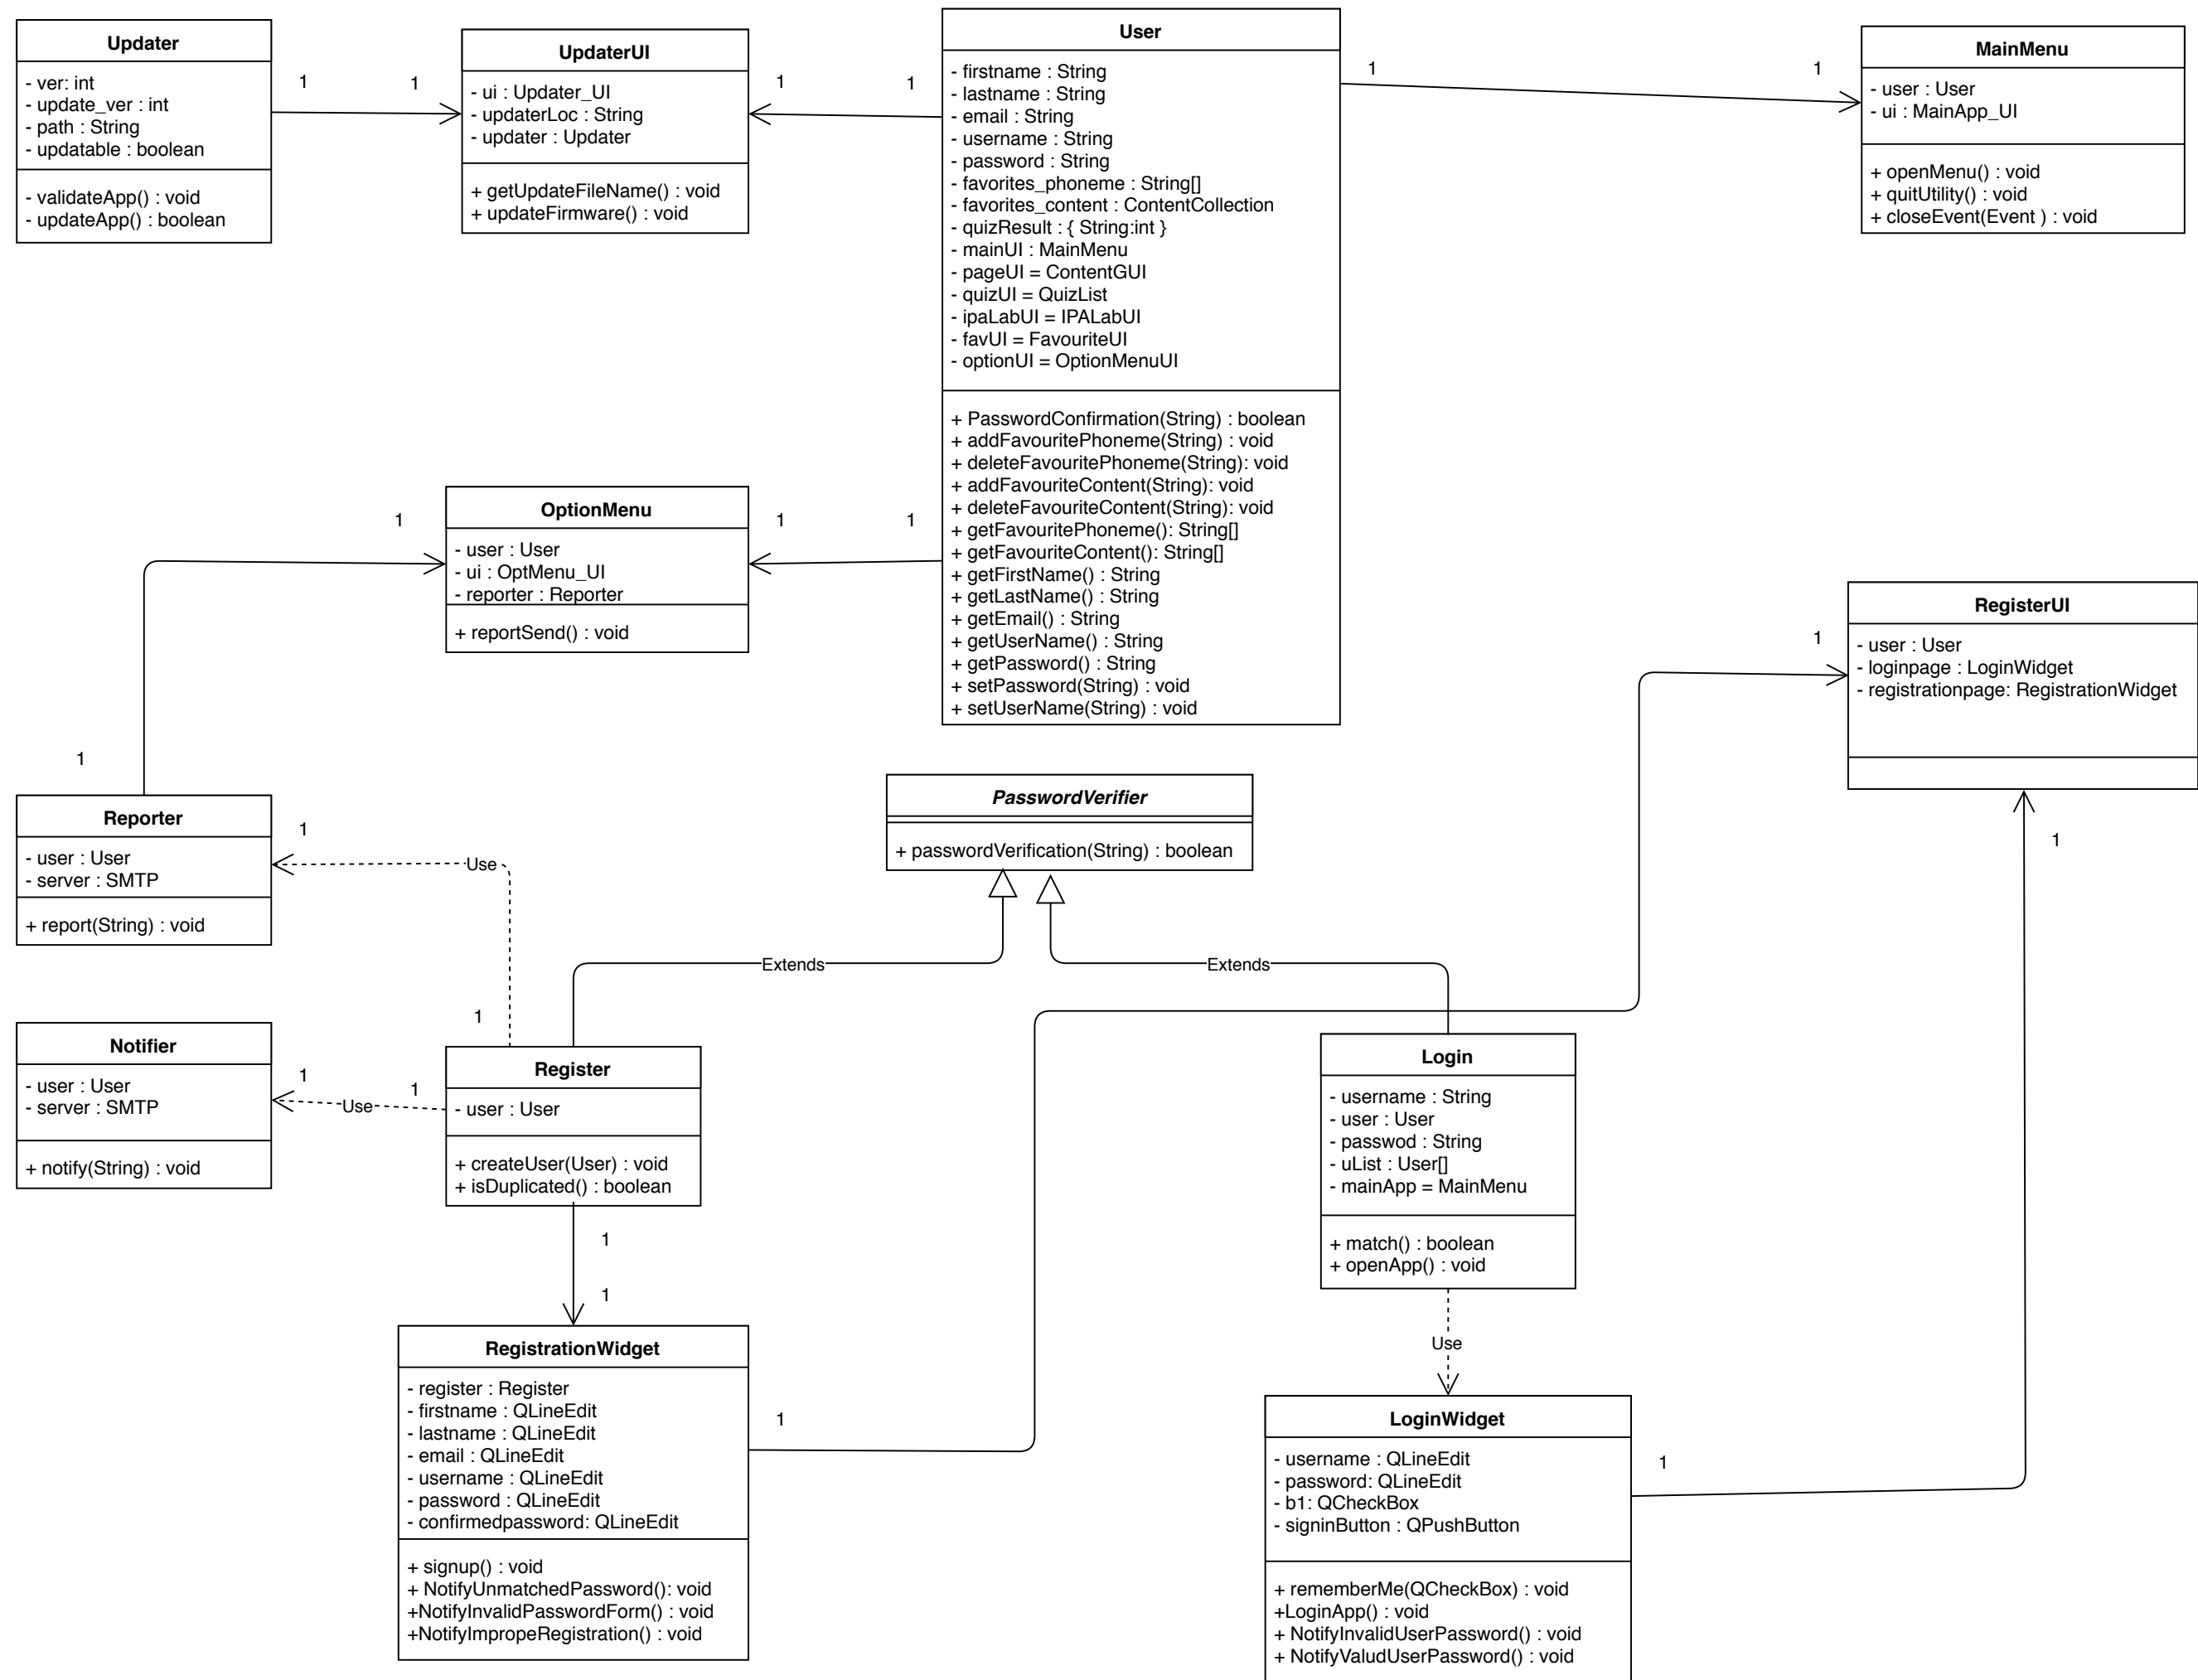 Updater
- ver: int
- update_ver : int
- path : String
- updatable : boolean
- validateApp() : void
- updateApp() : boolean
1
1
UpdaterUI
- ui : Updater_UI
- updaterLoc : String
- updater : Updater
+ getUpdateFileName() : void
+ updateFirmware() : void
1
1
User
- firstname : String
- lastname : String
- email : String
- username : String
- password : String
- favorites_phoneme : String[]
- favorites_content : ContentCollection
- quizResult : { String:int }
- mainUI : MainMenu
- pageUI = ContentGUI
- quizUI = QuizList
- ipaLabUI = IPALabUI
- favUI = FavouriteUI
- optionUI = OptionMenuUI
+ PasswordConfirmation(String) : boolean
+ addFavouritePhoneme(String) : void
+ deleteFavouritePhoneme(String): void
+ addFavouriteContent(String): void
+ deleteFavouriteContent(String): void
+ getFavouritePhoneme(): String[]
+ getFavouriteContent(): String[]
+ getFirstName() : String
+ getLastName() : String
+ getEmail() : String
+ getUserName() : String
+ getPassword() : String
+ setPassword(String) : void
+ setUserName(String) : void
1
1
MainMenu
- user : User
- ui : MainApp_UI
+ openMenu() : void
+ quitUtility() : void
+ closeEvent(Event ) : void
1
OptionMenu
- user : User
- ui : OptMenu_UI
- reporter : Reporter
+ reportSend() : void
1
1
1
RegisterUI
- user : User
- loginpage : LoginWidget
- registrationpage: RegistrationWidget
1
1
Reporter
- user : User
- server : SMTP
+ report(String) : void
1
Use
1
PasswordVerifier
+ passwordVerification(String) : boolean
Extends
Extends
Notifier
- user : User
- server : SMTP
+ notify(String) : void
1
Use
1
Register
- user : User
+ createUser(User) : void
+ isDuplicated() : boolean
1
1
Login
- username : String
- user : User
- passwod : String
- uList : User[]
- mainApp = MainMenu
+ match() : boolean
+ openApp() : void
Use
RegistrationWidget
- register : Register
- firstname : QLineEdit
- lastname : QLineEdit
- email : QLineEdit
- username : QLineEdit
- password : QLineEdit
- confirmedpassword: QLineEdit
+ signup() : void
+ NotifyUnmatchedPassword(): void
+NotifyInvalidPasswordForm() : void
+NotifyImpropeRegistration() : void
1
LoginWidget
- username : QLineEdit
- password: QLineEdit
- b1: QCheckBox
- signinButton : QPushButton
+ rememberMe(QCheckBox) : void
+LoginApp() : void
+ NotifyInvalidUserPassword() : void
+ NotifyValudUserPassword() : void
1